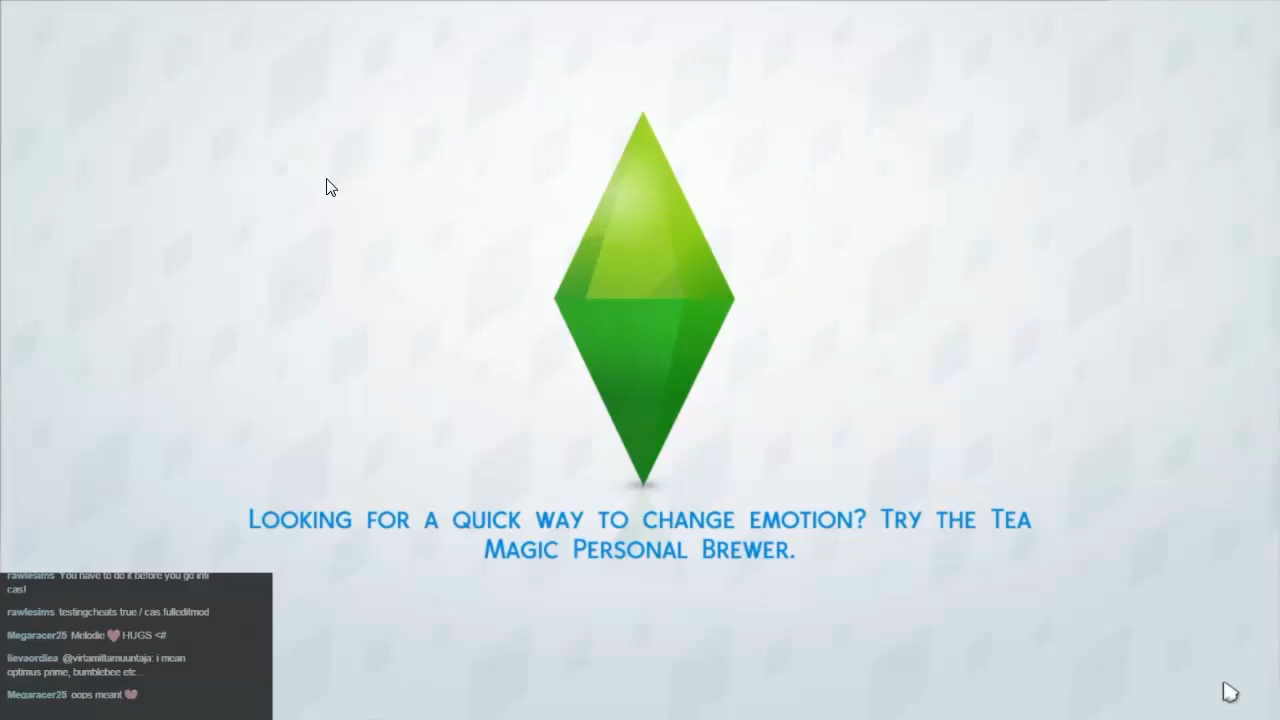 Looking for a quick way to change emotion? Try the Tea
Magic Personal Brewer.
rawlesims You have to do it before you go inti
cas!
rawlesims testingcheats true / cas.fulleditmod
Megaracer25 Melodie HUGS <#
lievaordiea @virtamittamuuntaja: i mean
optimus prime, bumblebee etc...
Megaracer25 oops meant